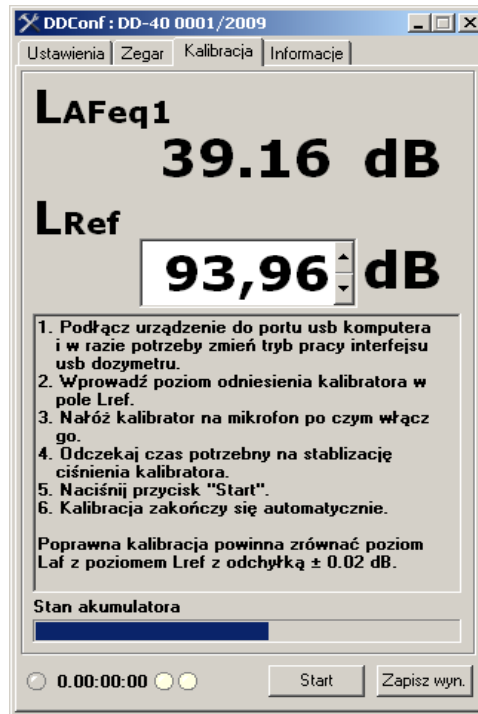 DDConf : DD-40 0001/2009
Ustawienia Zegar Kalibracja Informacje
LAFeq1
39.16 dB
LRef
93,96 dB
1. Podłącz urządzenie do portu usb komputera
i w razie potrzeby zmień tryb pracy interfejsu
usb dozymetru.
2. Wprowadź poziom odniesienia kalibratora w
pole Lref.
3. Nałóż kalibrator na mikrofon po czym włącz
go.
4. Odczekaj czas potrzebny na stablizację
ciśnienia kalibratora.
5. Naciśnij przycisk "Start".
6. Kalibracja zakończy się automatycznie.
Poprawna kalibracja powinna zrównać poziom
Laf z poziomem Lref z odchyłką ± 0.02 dB.
Stan akumulatora
0.00:00:00 Start Zapisz wyn.